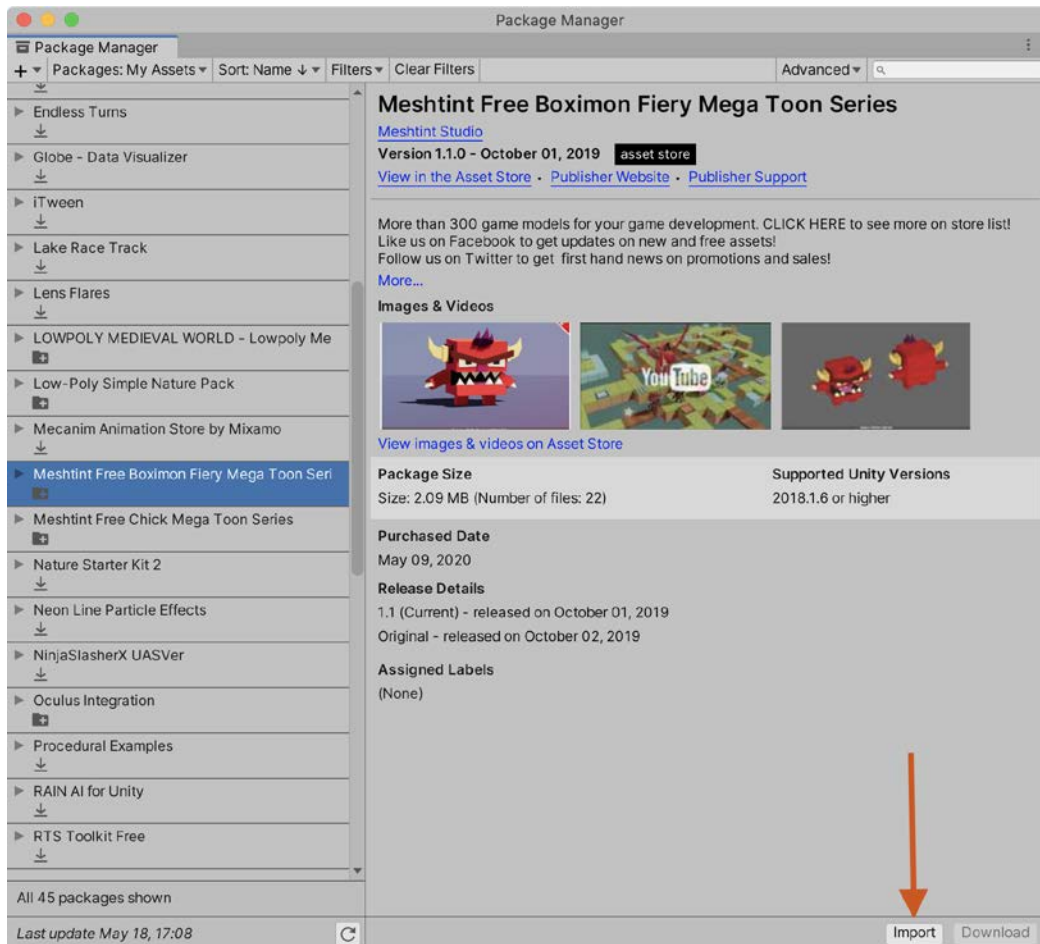 Package Manager
Package Manager
+ Packages: My Assets Sort: Name ↓ Filters Clear Filters Advanced
Endless Turns
Globe - Data Visualizer
iTween
Lake Race Track
Lens Flares
LOWPOLY MEDIEVAL WORLD - Lowpoly Me
Low-Poly Simple Nature Pack
Mecanim Animation Store by Mixamo
Meshtint Free Boximon Fiery Mega Toon Seri
Meshtint Free Chick Mega Toon Series
Nature Starter Kit 2
Neon Line Particle Effects
NinjaSlasherX UASVer
Oculus Integration
Procedural Examples
RAIN AI for Unity
RTS Toolkit Free
All 45 packages shown
Last update May 18, 17:08
Meshtint Free Boximon Fiery Mega Toon Series
Meshtint Studio
Version 1.1.0 - October 01, 2019 asset store
View in the Asset Store • Publisher Website • Publisher Support
More than 300 game models for your game development. CLICK HERE to see more on store list!
Like us on Facebook to get updates on new and free assets!
Follow us on Twitter to get first hand news on promotions and sales!
More...
Images & Videos
YouTube
View images & videos on Asset Store
Package Size Supported Unity Versions
Size: 2.09 MB (Number of files: 22) 2018.1.6 or higher
Purchased Date
May 09, 2020
Release Details
1.1 (Current) - released on October 01, 2019
Original - released on October 02, 2019
Assigned Labels
(None)
Import Download